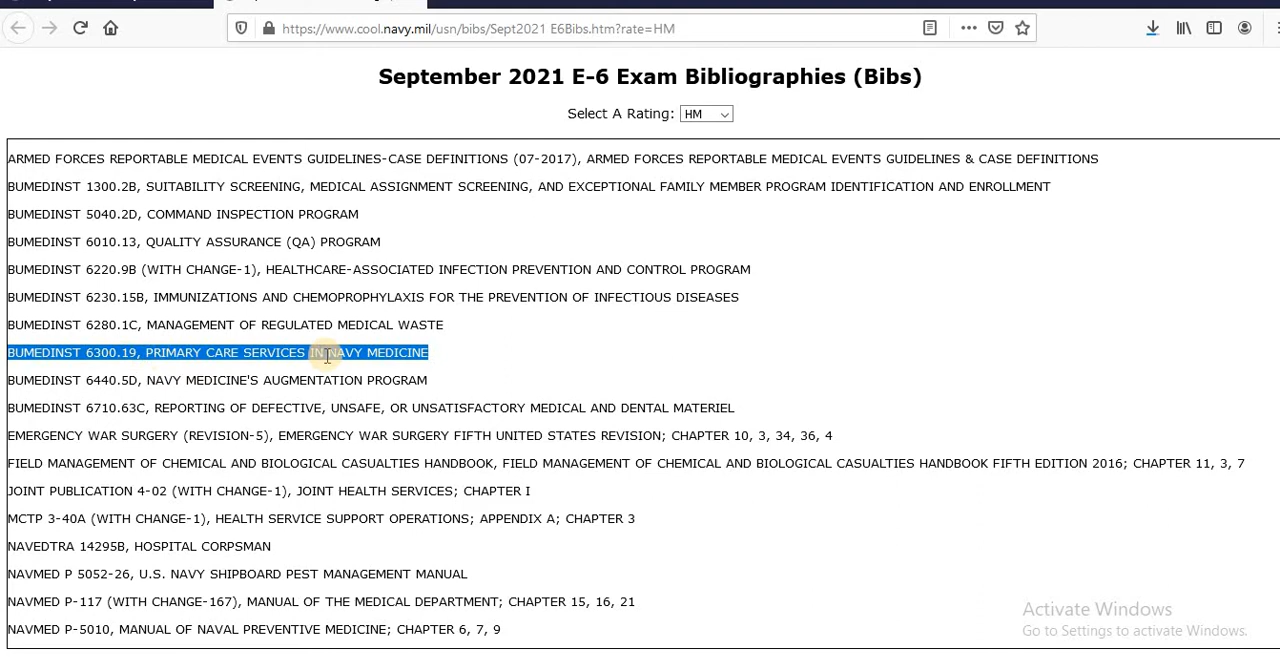 https://www.cool.navy.mil/usn/bibs/Sept2021 E6Bibs.htm?rate=HM
September 2021 E-6 Exam Bibliographies (Bibs)
Select A Rating: HM
ARMED FORCES REPORTABLE MEDICAL EVENTS GUIDELINES-CASE DEFINITIONS (07-2017), ARMED FORCES REPORTABLE MEDICAL EVENTS GUIDELINES & CASE DEFINITIONS
BUMEDINST 1300.2B, SUITABILITY SCREENING, MEDICAL ASSIGNMENT SCREENING, AND EXCEPTIONAL FAMILY MEMBER PROGRAM IDENTIFICATION AND ENROLLMENT
BUMEDINST 5040.2D, COMMAND INSPECTION PROGRAM
BUMEDINST 6010.13, QUALITY ASSURANCE (QA) PROGRAM
BUMEDINST 6220.9B (WITH CHANGE-1), HEALTHCARE-ASSOCIATED INFECTION PREVENTION AND CONTROL PROGRAM
BUMEDINST 6230.15B, IMMUNIZATIONS AND CHEMOPROPHYLAXIS FOR THE PREVENTION OF INFECTIOUS DISEASES
BUMEDINST 6280.1C, MANAGEMENT OF REGULATED MEDICAL WASTE
BUMEDINST 6300.19, PRIMARY CARE SERVICES IN NAVY MEDICINE
BUMEDINST 6440.5D, NAVY MEDICINE'S AUGMENTATION PROGRAM
BUMEDINST 6710.63C, REPORTING OF DEFECTIVE, UNSAFE, OR UNSATISFACTORY MEDICAL AND DENTAL MATERIEL
EMERGENCY WAR SURGERY (REVISION-5), EMERGENCY WAR SURGERY FIFTH UNITED STATES REVISION; CHAPTER 10, 3, 34, 36, 4
FIELD MANAGEMENT OF CHEMICAL AND BIOLOGICAL CASUALTIES HANDBOOK, FIELD MANAGEMENT OF CHEMICAL AND BIOLOGICAL CASUALTIES HANDBOOK FIFTH EDITION 2016; CHAPTER 11, 3, 7
JOINT PUBLICATION 4-02 (WITH CHANGE-1), JOINT HEALTH SERVICES; CHAPTER I
MCTP 3-40A (WITH CHANGE-1), HEALTH SERVICE SUPPORT OPERATIONS; APPENDIX A; CHAPTER 3
NAVEDTRA 14295B, HOSPITAL CORPSMAN
NAVMED P 5052-26, U.S. NAVY SHIPBOARD PEST MANAGEMENT MANUAL
NAVMED P-117 (WITH CHANGE-167), MANUAL OF THE MEDICAL DEPARTMENT; CHAPTER 15, 16, 21
NAVMED P-5010, MANUAL OF NAVAL PREVENTIVE MEDICINE; CHAPTER 6, 7, 9
Activate Windows
Go to Settings to activate Windows.